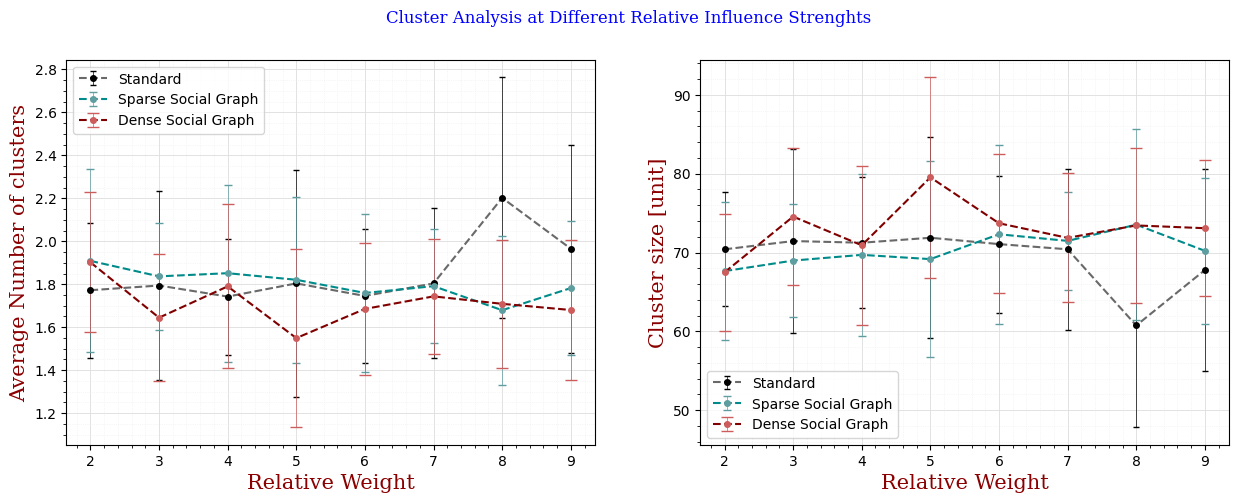 Cluster Analysis at Different Relative Influence Strenghts
Average Number of clusters
2.8
2.6
2.4
2.2
2.0
1.8
1.6
1.4
1.2
Standard
Sparse Social Graph
Dense Social Graph
2 3 4 5 6 7 8 9
Relative Weight
Cluster size [unit]
90
80
70
60
50
Standard
Sparse Social Graph
Dense Social Graph
2 3 4 5 6 7 8 9
Relative Weight